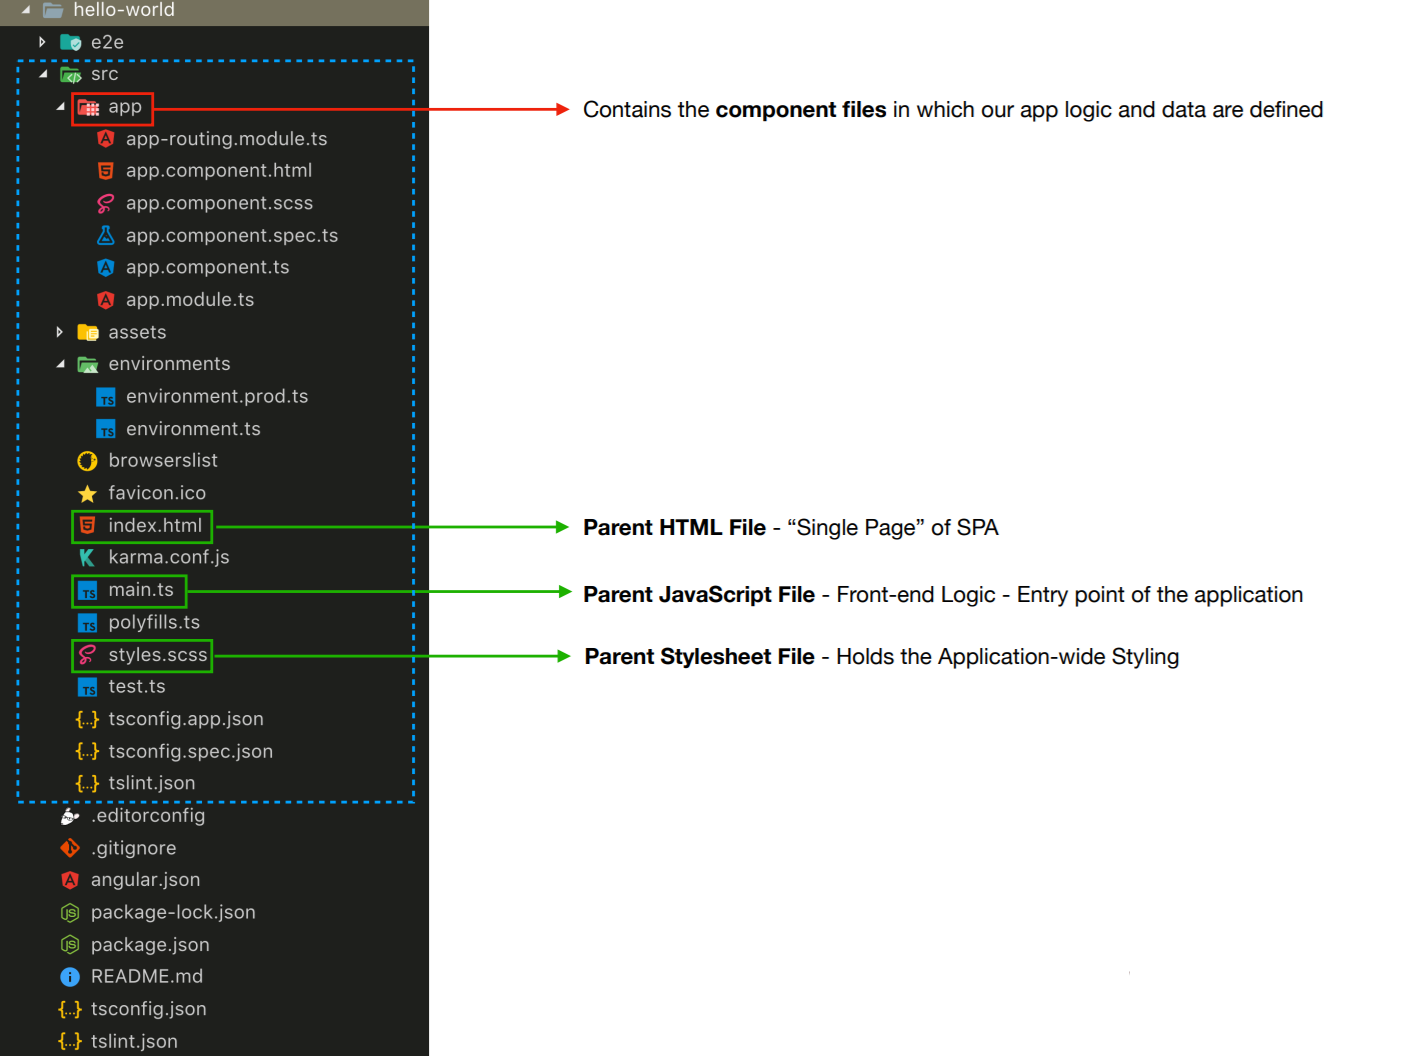 hello-world
e2e
src
app
Contains the component files in which our app logic and data are defined
app-routing.module.ts
app.component.html
app.component.scss
app.component.spec.ts
app.component.ts
app.module.ts
assets
environments
environment.prod.ts
environment.ts
browserslist
favicon.ico
index.html
Parent HTML File - “Single Page” of SPA
karma.conf.js
main.ts
Parent JavaScript File - Front-end Logic - Entry point of the application
polyfills.ts
styles.scss
Parent Stylesheet File - Holds the Application-wide Styling
test.ts
tsconfig.app.json
tsconfig.spec.json
tslint.json
.editorconfig
.gitignore
angular.json
package-lock.json
package.json
README.md
tsconfig.json
tslint.json